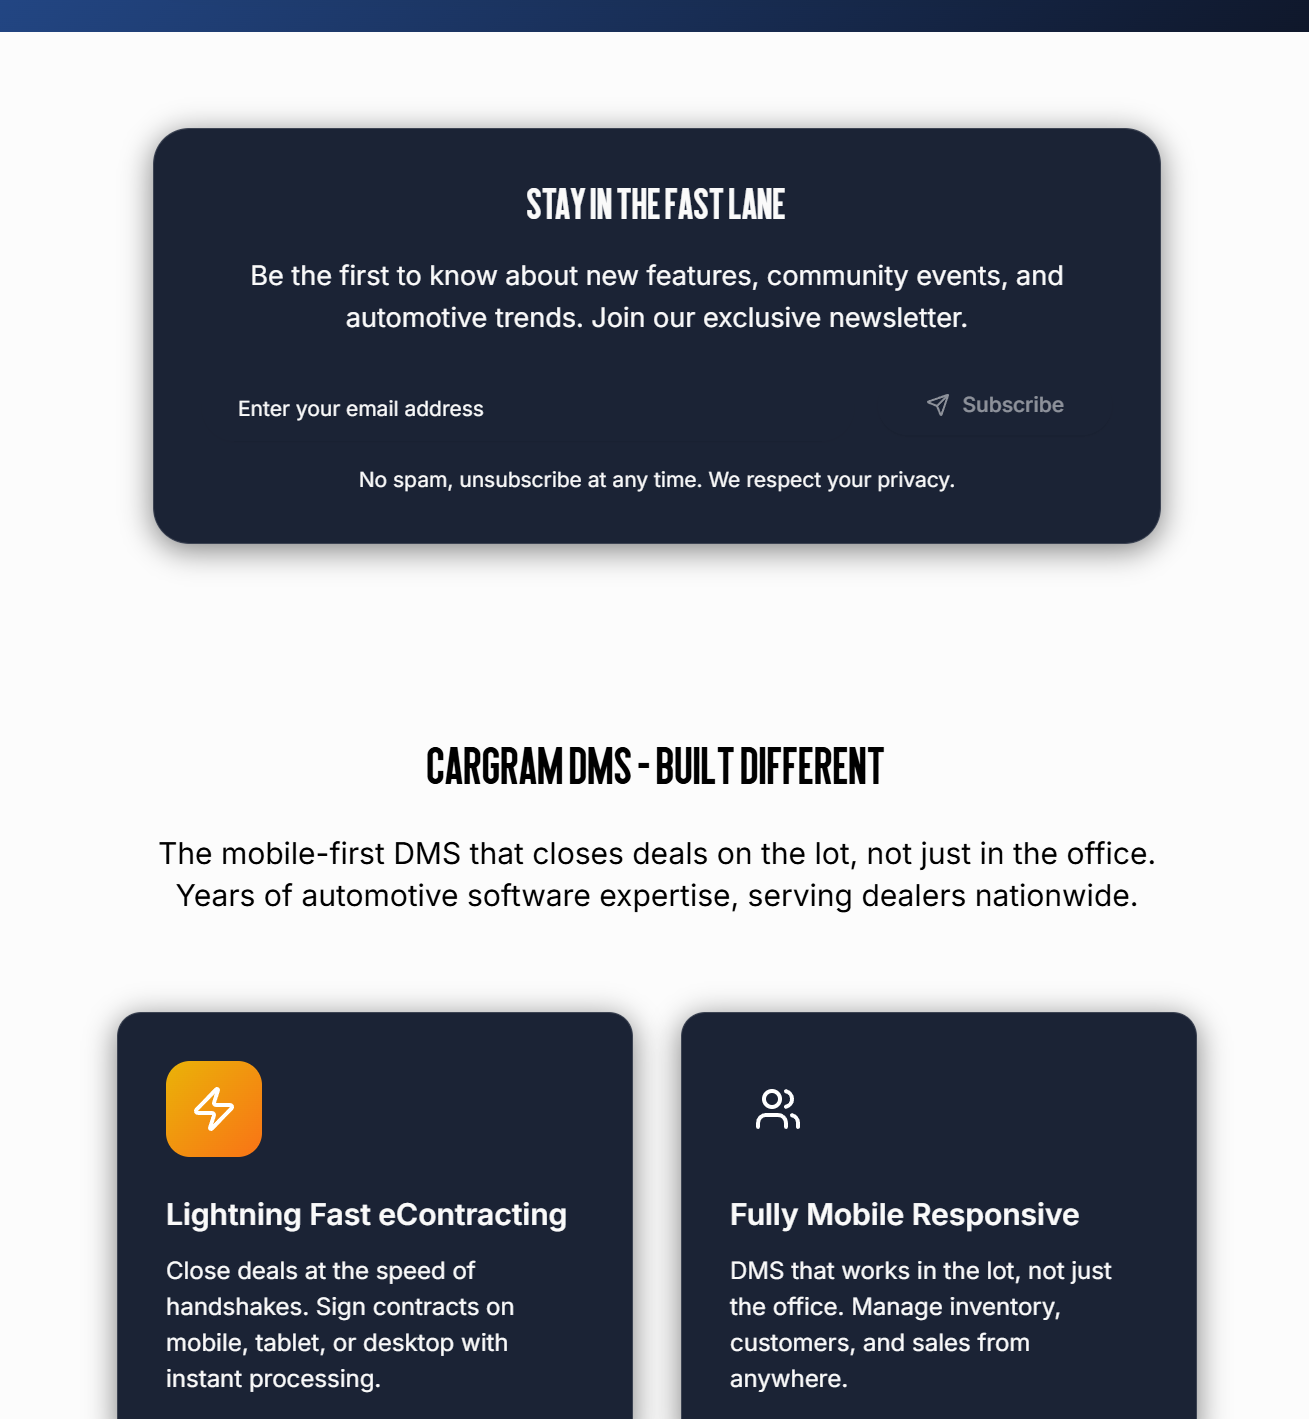 STAY IN THE FAST LANE
Be the first to know about new features, community events, and
automotive trends. Join our exclusive newsletter.
Enter your email address
Subscribe
No spam, unsubscribe at any time. We respect your privacy.
CARGRAM DMS - BUILT DIFFERENT
The mobile-first DMS that closes deals on the lot, not just in the office.
Years of automotive software expertise, serving dealers nationwide.
Lightning Fast eContracting
Close deals at the speed of
handshakes. Sign contracts on
mobile, tablet, or desktop with
instant processing.
Fully Mobile Responsive
DMS that works in the lot, not just
the office. Manage inventory,
customers, and sales from
anywhere.